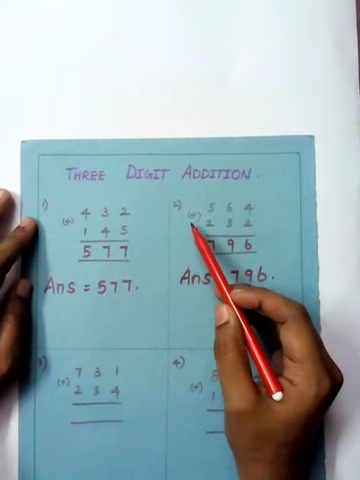 THREE DIGIT ADDITION.
1)
4 3 2
(+)
1 4 5
5 7 7
Ans = 577.
2)
5 6 4
(+)
2 3 2
7 9 6
Ans 796.
3)
7 3 1
(+)
2 3 4
4)
8
(+)
1